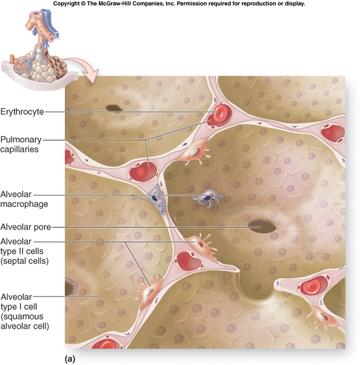 Copyright © The McGraw-Hill Companies, Inc. Permission required for reproduction or display.
Erythrocyte
Pulmonary
capillaries
Alveolar
macrophage
Alveolar pore
Alveolar
type II cells
(septal cells)
Alveolar
type I cell
(squamous
alveolar cell)
(a)